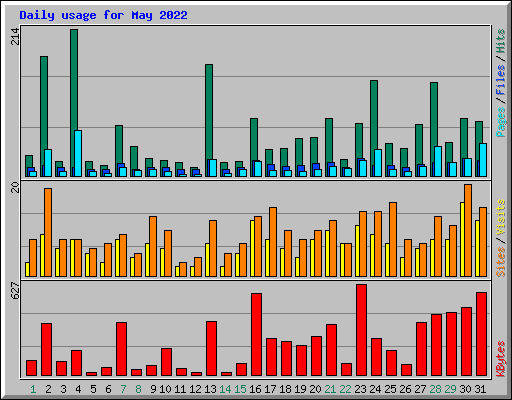 Daily usage for May 2022
214
Pages / Files / Hits
20
Sites / Visits
627
KBytes
1 2 3 4 5 6 7 8 9 10 11 12 13 14 15 16 17 18 19 20 21 22 23 24 25 26 27 28 29 30 31